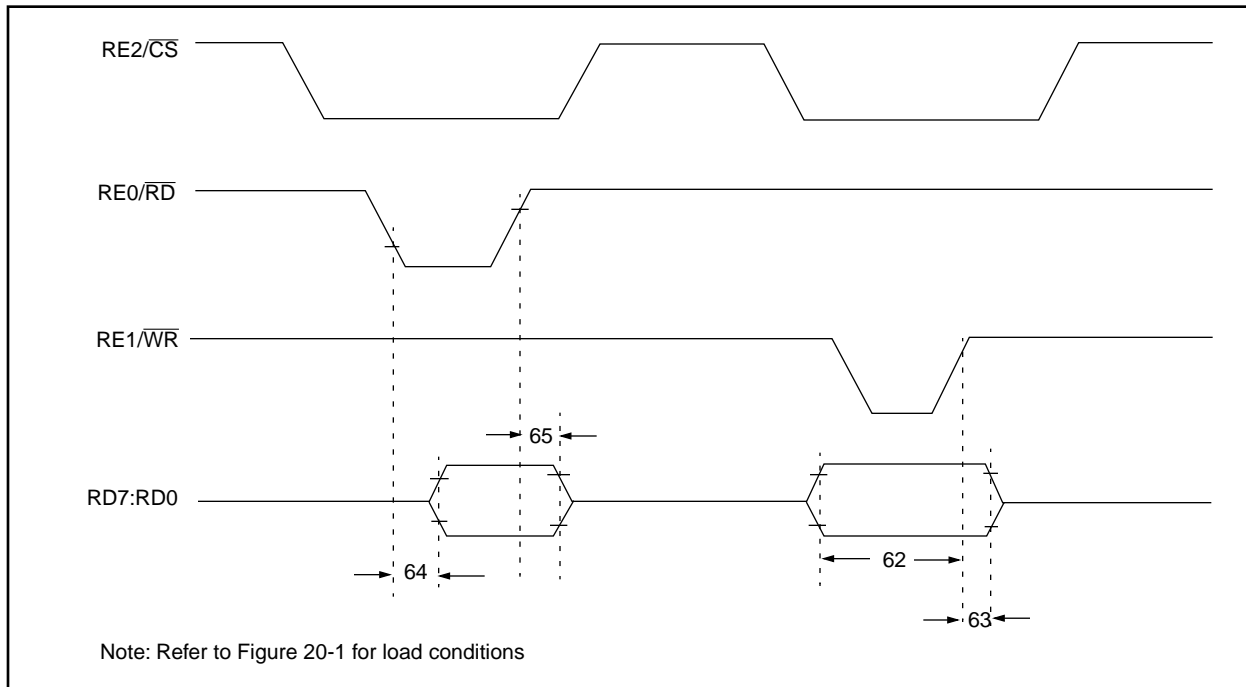 RE2/CS
RE0/RD
RE1/WR
65
RD7:RD0
62
64
63
Note: Refer to Figure 20-1 for load conditions